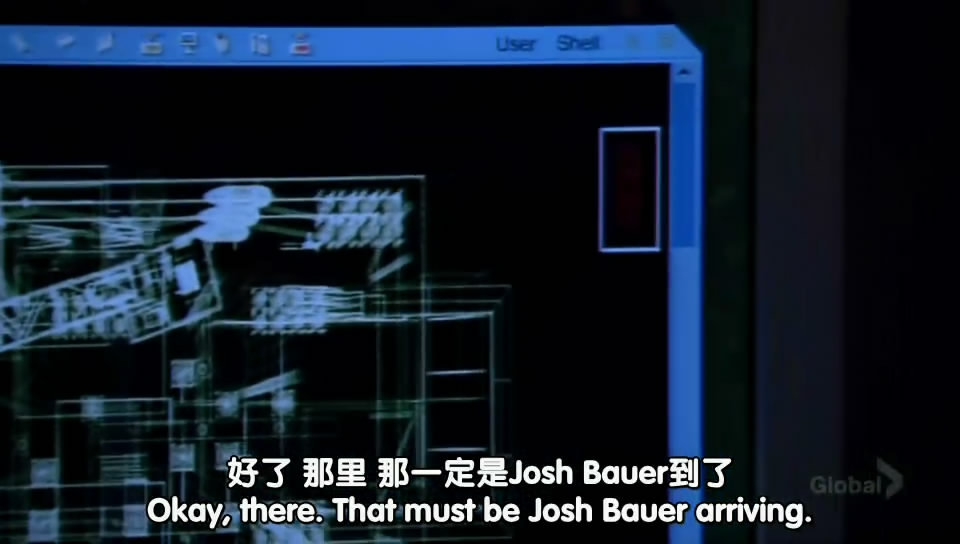 User Shell
好了 那里 那一定是Josh Bauer到了
Okay, there. That must be Josh Bauer arriving.
Global